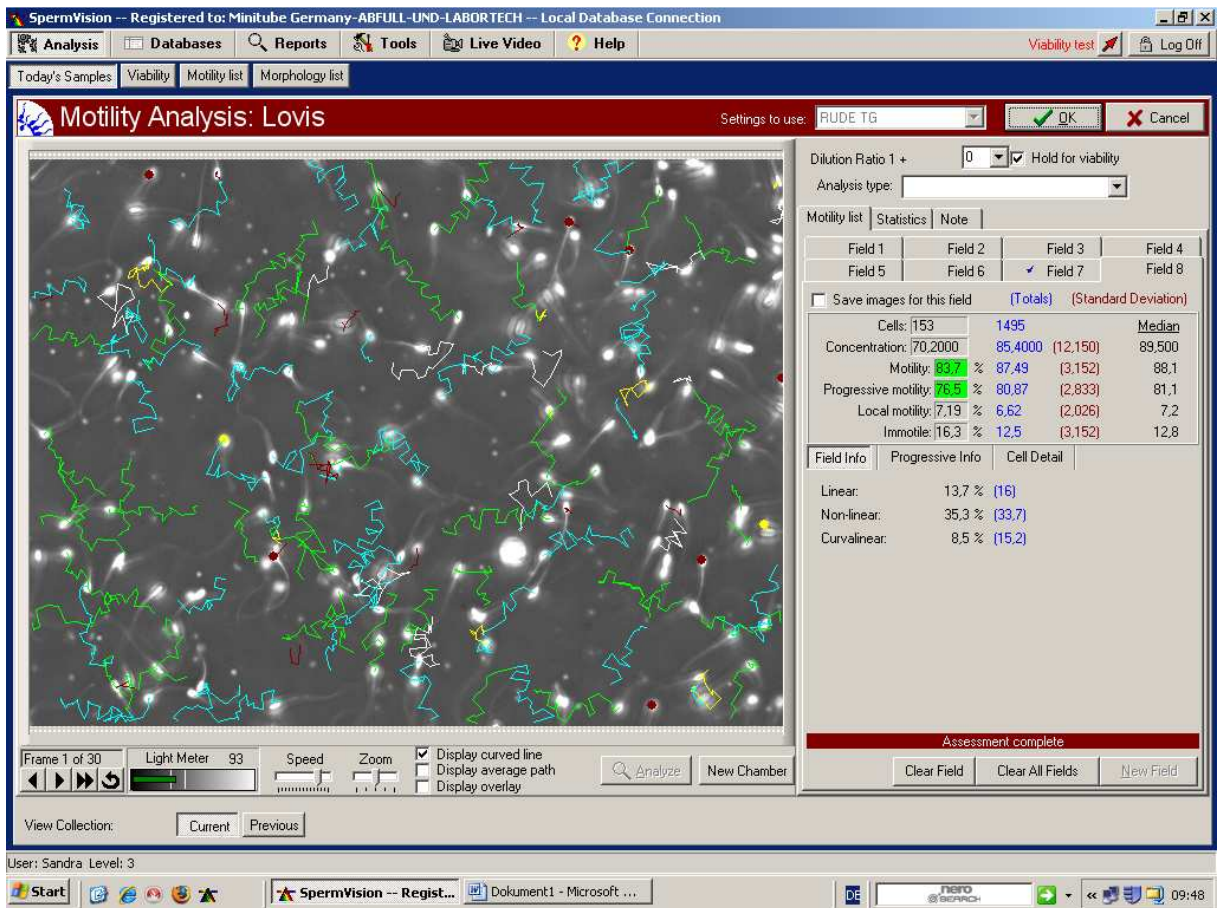 SpermVision -- Registered to: Minitube Germany-ABFULL-UND-LABORTECH -- Local Database Connection
Analysis Databases Reports Tools Live Video ? Help Viability test Log Off
Today's Samples Viability Motility list Morphology list
Motility Analysis: Lovis Settings to use: RUDE TG OK Cancel
Dilution Ratio 1 + 0 Hold for viability
Analysis type:
Motility list Statistics Note
Field 1 Field 2 Field 3 Field 4
Field 5 Field 6 Field 7 Field 8
Save images for this field (Totals) (Standard Deviation)
Cells: 153 1495 Median
Concentration: 70,2000 85,4000 (12,150) 89,500
Motility: 83,7 % 87,49 (3,152) 88,1
Progressive motility: 76,5 % 80,87 (2,833) 81,1
Local motility: 7,19 % 6,62 (2,026) 7,2
Immotile: 16,3 % 12,5 (3,152) 12,8
Field Info Progressive Info Cell Detail
Linear: 13,7 % (16)
Non-linear: 35,3 % (33,7)
Curvalinear: 8,5 % (15,2)
Assessment complete
Clear Field Clear All Fields New Field
Frame 1 of 30 Light Meter 93 Speed Zoom
Display curved line
Display average path
Display overlay
Analyze New Chamber
View Collection: Current Previous
User: Sandra Level: 3
Start SpermVision -- Regist... Dokument1 - Microsoft ... DE nero SEARCH « 09:48